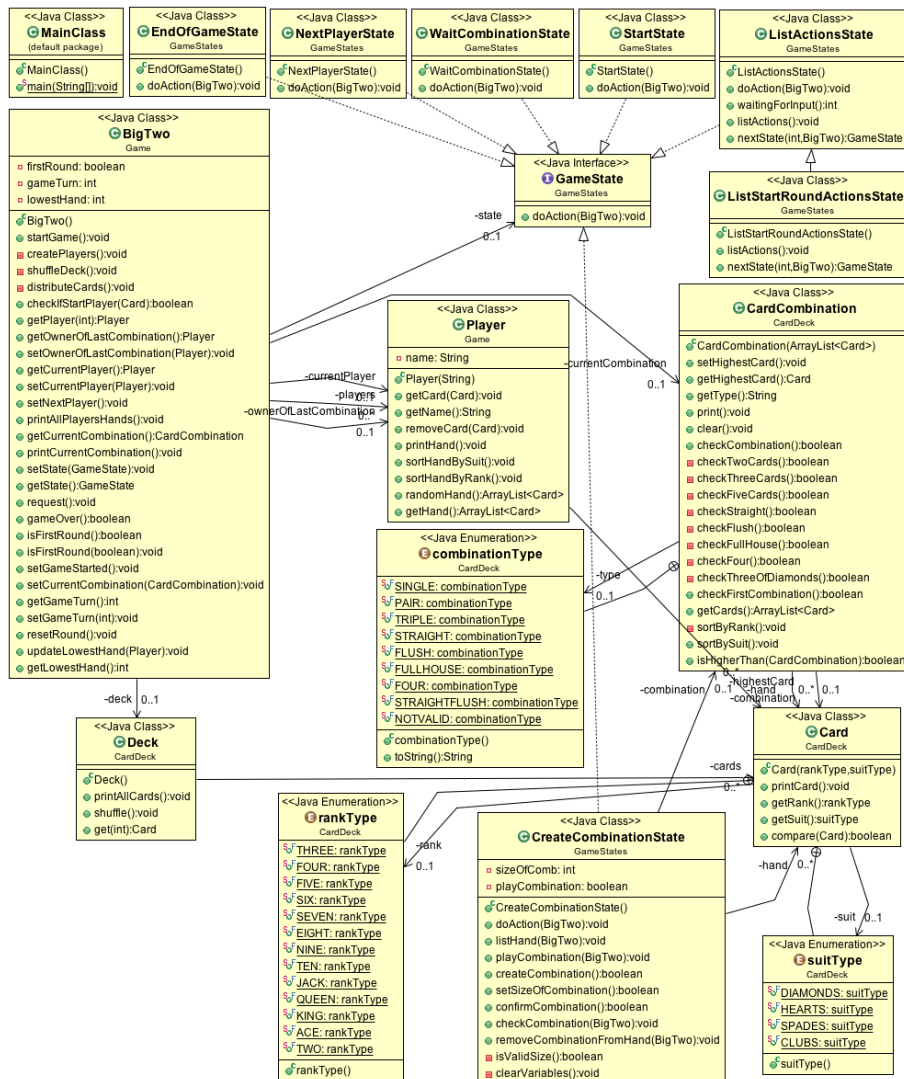 <<Java Class>>
MainClass
(default package)
MainClass()
main(String[]):void
<<Java Class>>
EndOfGameState
GameStates
EndOfGameState()
doAction(BigTwo):void
<<Java Class>>
NextPlayerState
GameStates
NextPlayerState()
doAction(BigTwo):void
<<Java Class>>
WaitCombinationState
GameStates
WaitCombinationState()
doAction(BigTwo):void
<<Java Class>>
StartState
GameStates
StartState()
doAction(BigTwo):void
<<Java Class>>
ListActionsState
GameStates
ListActionsState()
doAction(BigTwo):void
waitingForInput():int
listActions():void
nextState(int,BigTwo):GameState
<<Java Class>>
BigTwo
Game
firstRound: boolean
gameTurn: int
lowestHand: int
BigTwo()
startGame():void
createPlayers():void
shuffleDeck():void
distributeCards():void
checkIfStartPlayer(Card):boolean
getPlayer(int):Player
getOwnerOfLastCombination():Player
setOwnerOfLastCombination(Player):void
getCurrentPlayer():Player
setCurrentPlayer(Player):void
setNextPlayer():void
printAllPlayersHands():void
getCurrentCombination():CardCombination
printCurrentCombination():void
setState(GameState):void
getState():GameState
request():void
gameOver():boolean
isFirstRound():boolean
isFirstRound(boolean):void
setGameStarted():void
setCurrentCombination(CardCombination):void
getGameTurn():int
setGameTurn(int):void
resetRound():void
updateLowestHand(Player):void
getLowestHand():int
<<Java Interface>>
GameState
GameStates
doAction(BigTwo):void
<<Java Class>>
ListStartRoundActionsState
GameStates
ListStartRoundActionsState()
listActions():void
nextState(int,BigTwo):GameState
-state
0..1
<<Java Class>>
Player
Game
name: String
Player(String)
getCard(Card):void
getName():String
removeCard(Card):void
printHand():void
sortHandBySuit():void
sortHandByRank():void
randomHand():ArrayList<Card>
getHand():ArrayList<Card>
-currentPlayer
-players
-ownerOfLastCombination
0..1
-currentCombination
0..1
<<Java Class>>
CardCombination
CardDeck
CardCombination(ArrayList<Card>)
setHighestCard():void
getHighestCard():Card
getType():String
print():void
clear():void
checkCombination():boolean
checkTwoCards():boolean
checkThreeCards():boolean
checkFiveCards():boolean
checkStraight():boolean
checkFlush():boolean
checkFullHouse():boolean
checkFour():boolean
checkThreeOfDiamonds():boolean
checkFirstCombination():boolean
getCards():ArrayList<Card>
sortByRank():void
sortBySuit():void
isHigherThan(CardCombination):boolean
<<Java Enumeration>>
combinationType
CardDeck
SINGLE: combinationType
PAIR: combinationType
TRIPLE: combinationType
STRAIGHT: combinationType
FLUSH: combinationType
FULLHOUSE: combinationType
FOUR: combinationType
STRAIGHTFLUSH: combinationType
NOTVALID: combinationType
combinationType()
toString():String
-type
0..1
-combination
0..1
-highestCard
-hand
-combination
0..*
0..*
0..1
-deck
0..1
<<Java Class>>
Deck
CardDeck
Deck()
printAllCards():void
shuffle():void
get(int):Card
-cards
0..*
<<Java Class>>
Card
CardDeck
Card(rankType,suitType)
printCard():void
getRank():rankType
getSuit():suitType
compare(Card):boolean
<<Java Enumeration>>
rankType
CardDeck
THREE: rankType
FOUR: rankType
FIVE: rankType
SIX: rankType
SEVEN: rankType
EIGHT: rankType
NINE: rankType
TEN: rankType
JACK: rankType
QUEEN: rankType
KING: rankType
ACE: rankType
TWO: rankType
rankType()
-rank
0..1
<<Java Class>>
CreateCombinationState
GameStates
sizeOfComb: int
playCombination: boolean
CreateCombinationState()
doAction(BigTwo):void
listHand(BigTwo):void
playCombination(BigTwo):void
createCombination():boolean
setSizeOfCombination():boolean
confirmCombination():boolean
checkCombination(BigTwo):void
removeCombinationFromHand(BigTwo):void
isValidSize():boolean
clearVariables():void
-hand
0..*
-suit
0..1
<<Java Enumeration>>
suitType
CardDeck
DIAMONDS: suitType
HEARTS: suitType
SPADES: suitType
CLUBS: suitType
suitType()